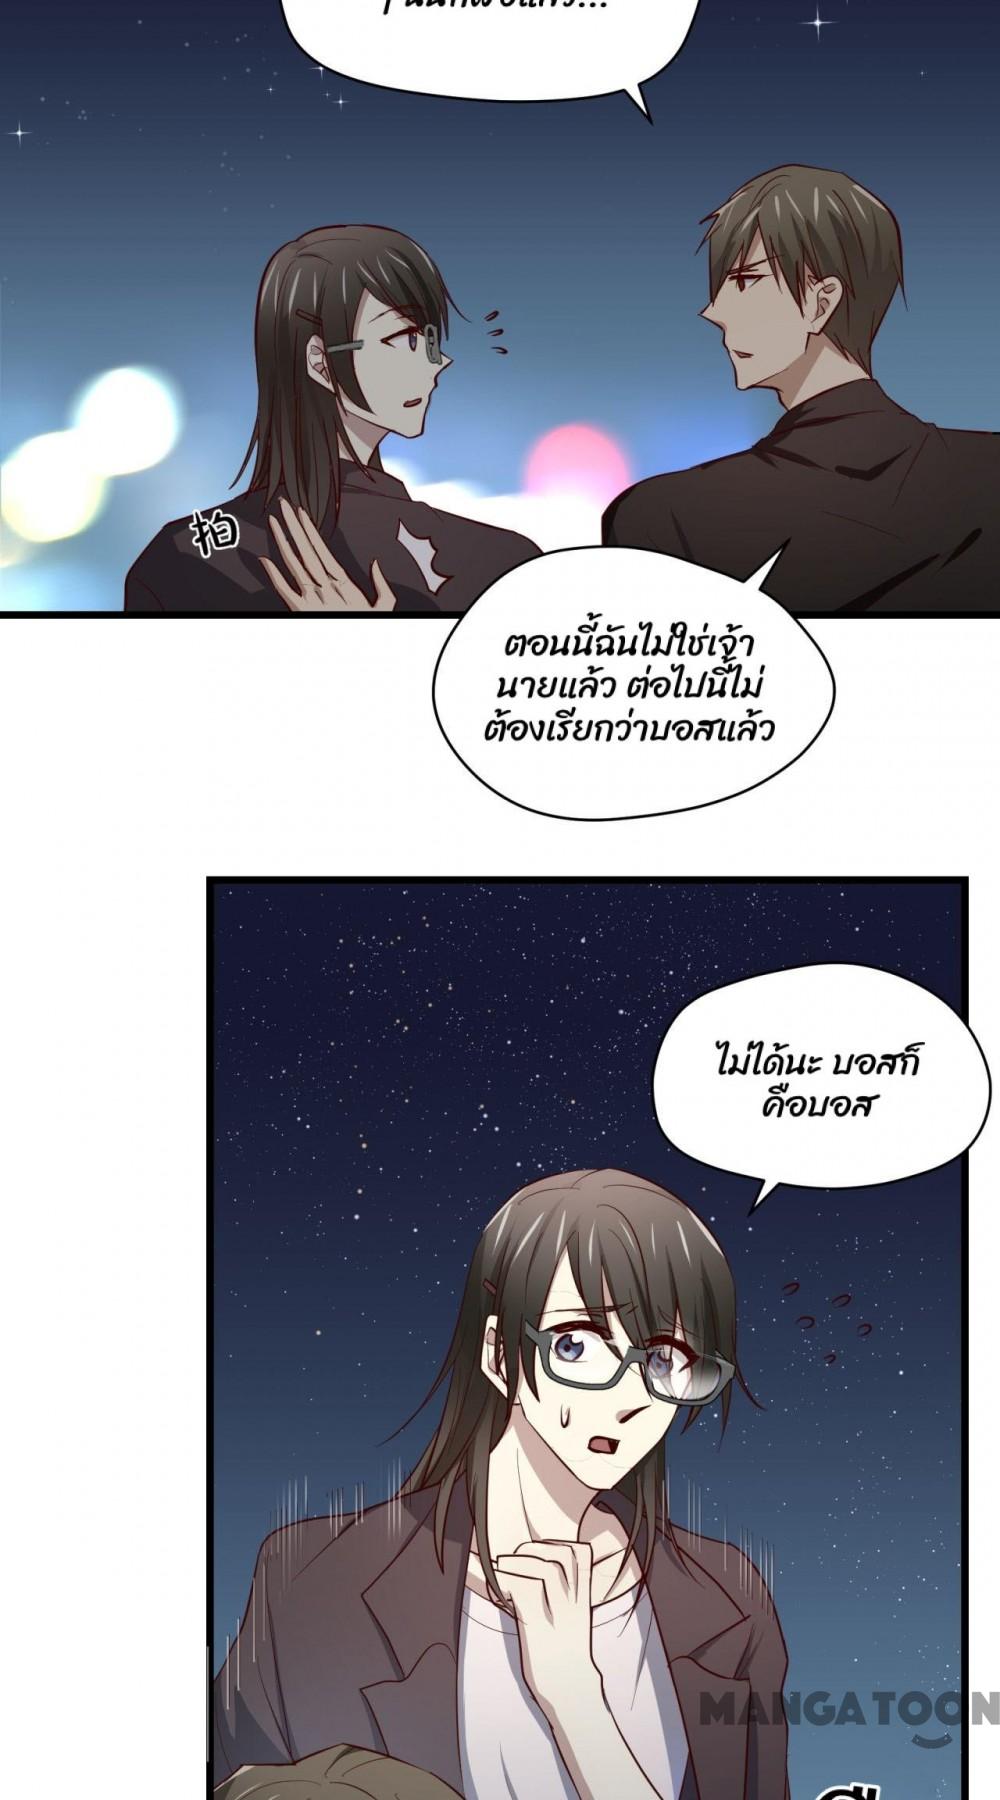 拍
ตอนนี้ฉันไม่ใช่เจ้า
นายแล้ว ต่อไปนี้ไม่
ต้องเรียกว่าบอสแล้ว
ไม่ได้นะ บอสก็
คือบอส
MANGATOON